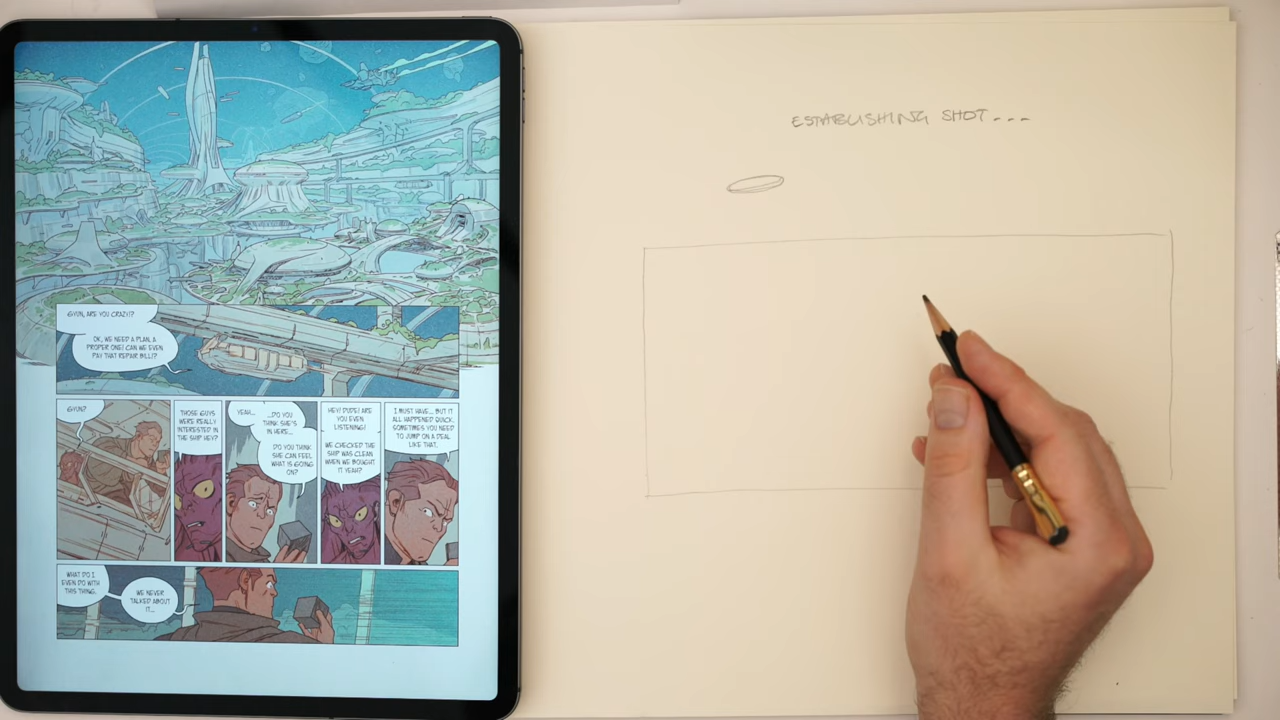 ESTABLISHING SHOT...
GYUN, ARE YOU CRAZY!?
OK, WE NEED A PLAN, A
PROPER ONE! CAN WE EVEN
PAY THAT REPAIR BILL!?
GYUN?
THOSE GUYS
WERE REALLY
INTERESTED IN
THE SHIP HEY?
YEAH...
...DO YOU
THINK SHE'S
IN HERE...
DO YOU THINK
SHE CAN FEEL
WHAT IS GOING
ON?
HEY! DUDE! ARE
YOU EVEN
LISTENING!
WE CHECKED THE
SHIP WAS CLEAN
WHEN WE BOUGHT
IT YEAH?
I MUST HAVE... BUT IT
ALL HAPPENED QUICK.
SOMETIMES YOU NEED
TO JUMP ON A DEAL
LIKE THAT.
WHAT DO I
EVEN DO WITH
THIS THING.
WE NEVER
TALKED ABOUT
IT...